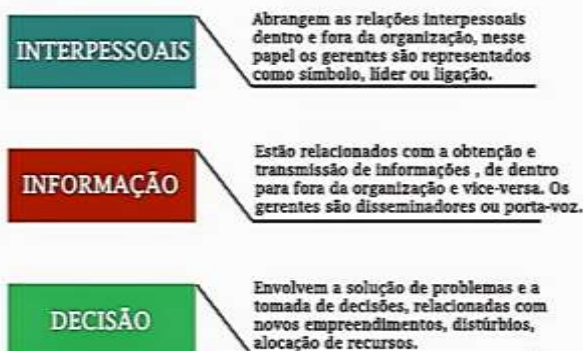 INTERPESSOAIS
Abrangem as relações interpessoais
dentro e fora da organização, nesse
papel os gerentes são representados
como símbolo, líder ou ligação.
INFORMAÇÃO
Estão relacionados com a obtenção e
transmissão de informações , de dentro
para fora da organização e vice-versa. Os
gerentes são disseminadores ou porta-voz.
DECISÃO
Envolvem a solução de problemas e a
tomada de decisões, relacionadas com
novos empreendimentos, distúrbios,
alocação de recursos.